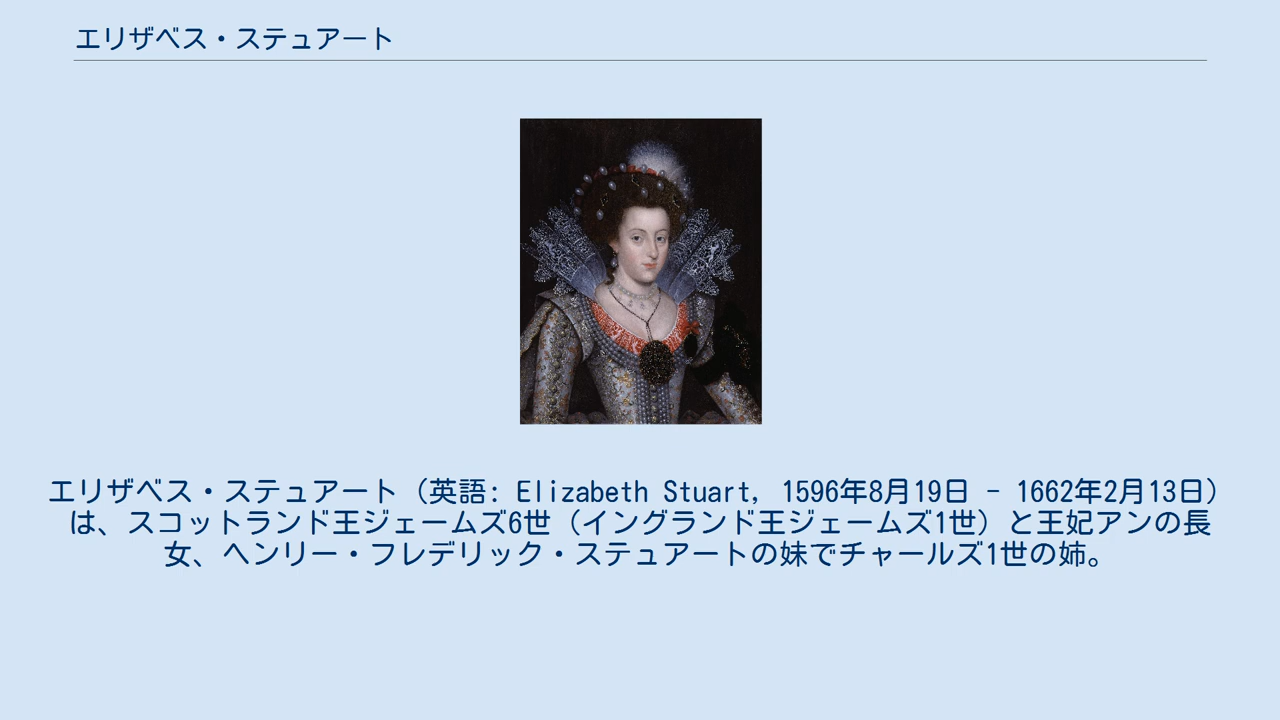 エリザベス・ステュアート
エリザベス・ステュアート（英語: Elizabeth Stuart, 1596年8月19日 - 1662年2月13日）
は、スコットランド王ジェームズ6世（イングランド王ジェームズ1世）と王妃アンの長
女、ヘンリー・フレデリック・ステュアートの妹でチャールズ1世の姉。